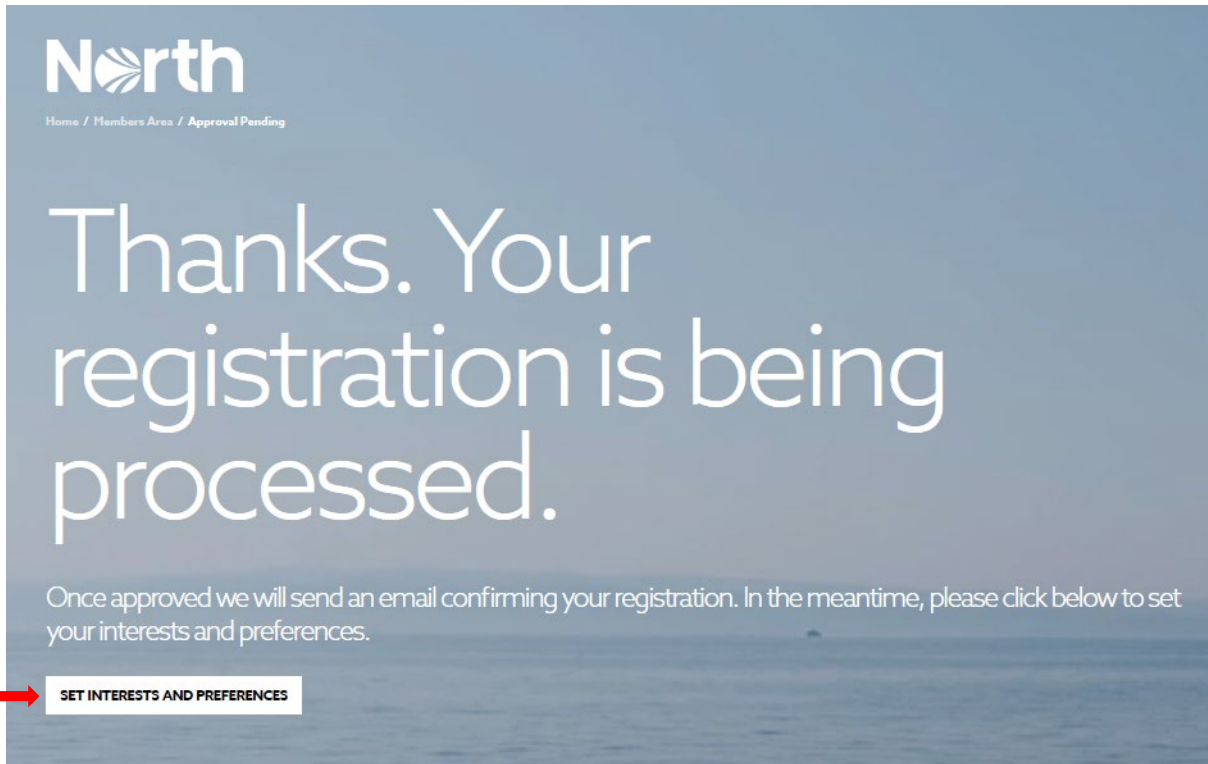 North
Home / Members Area / Approval Pending
Thanks. Your
registration is being
processed.
Once approved we will send an email confirming your registration. In the meantime, please click below to set
your interests and preferences.
SET INTERESTS AND PREFERENCES